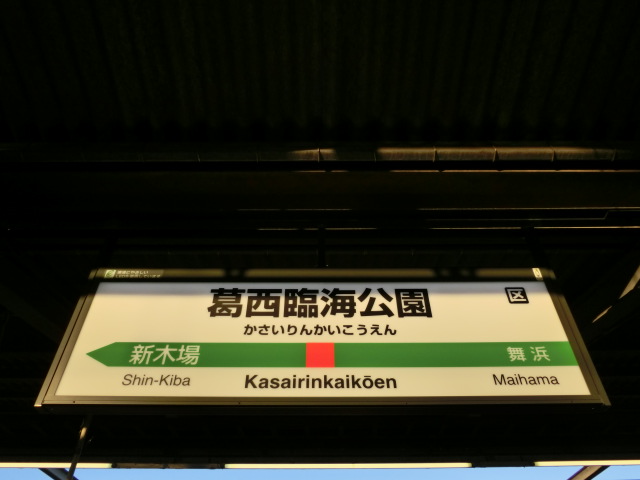 葛西臨海公園
区
かさいりんかいこうえん
新木場
舞浜
Shin-Kiba
Kasairinkaikōen
Maihama